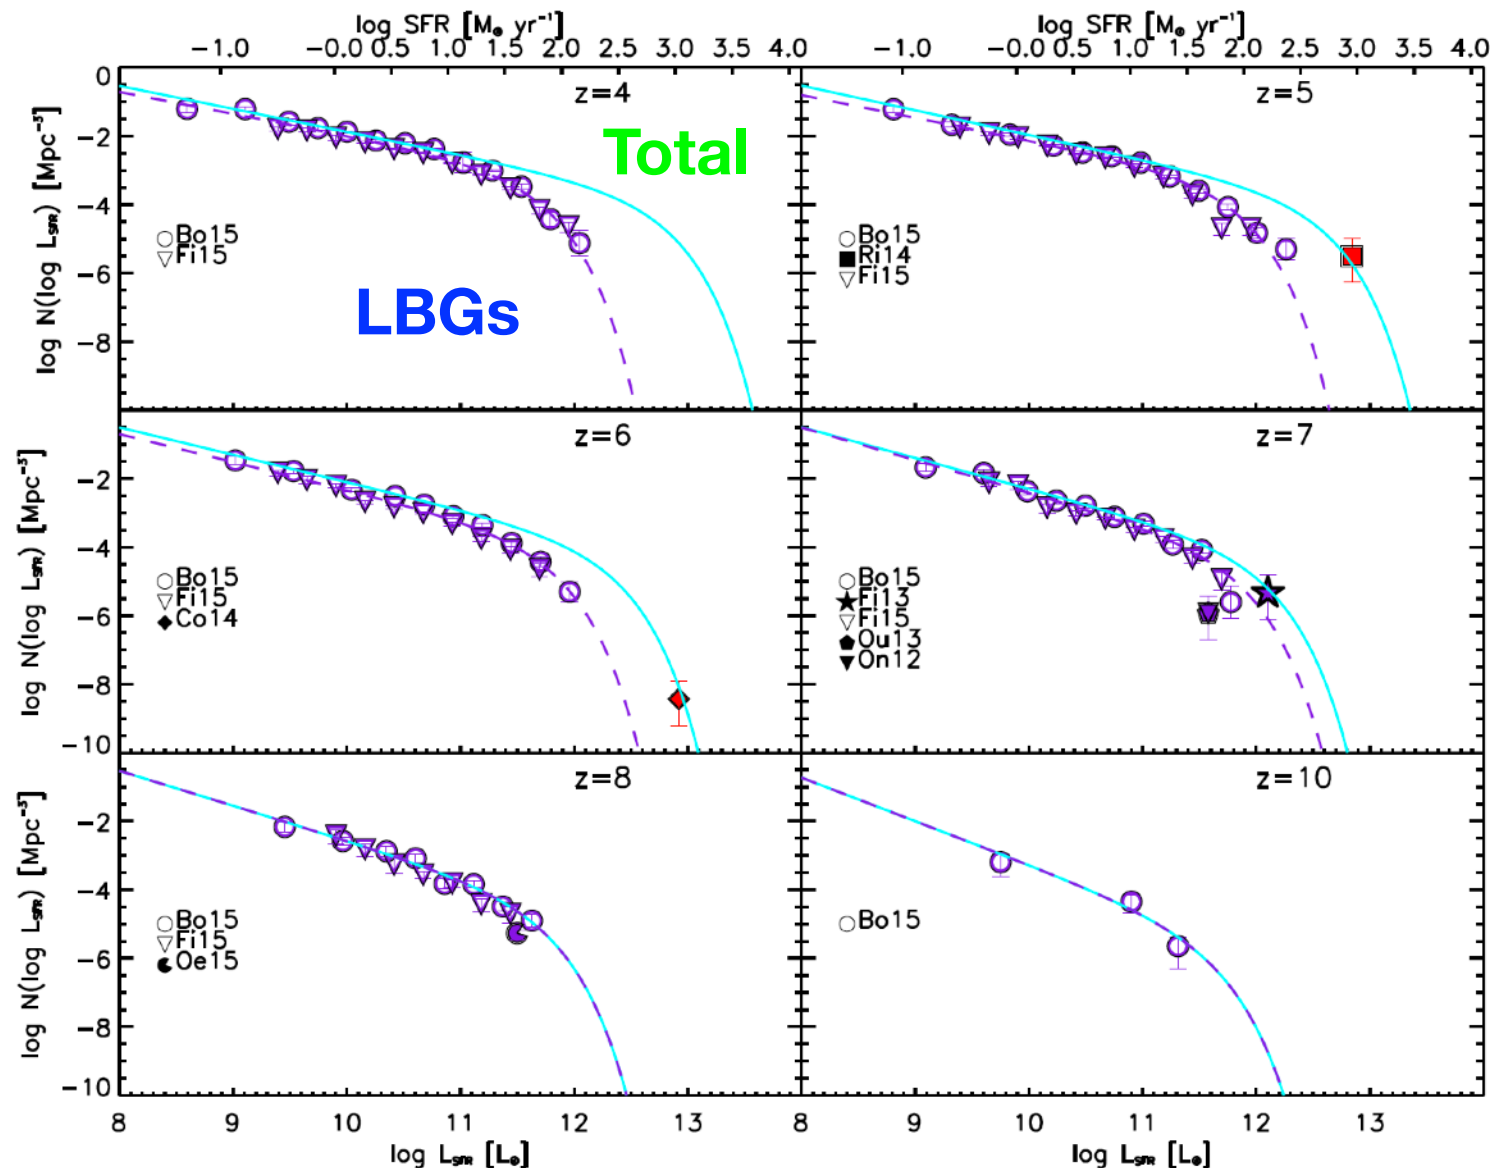 log SFR [M⊙ yr⁻¹] log SFR [M⊙ yr⁻¹]
−1.0 −0.0 0.5 1.0 1.5 2.0 2.5 3.0 3.5 4.0 −1.0 −0.0 0.5 1.0 1.5 2.0 2.5 3.0 3.5 4.0
log N(log L_SFR) [Mpc⁻³]
0
−2
−4
−6
−8
z=4
Total
LBGs
Bo15
Fi15
z=5
Bo15
Ri14
Fi15
log N(log L_SFR) [Mpc⁻³]
−2
−4
−6
−8
−10
z=6
Bo15
Fi15
Co14
z=7
Bo15
Fi13
Fi15
Ou13
On12
log N(log L_SFR) [Mpc⁻³]
−2
−4
−6
−8
−10
z=8
Bo15
Fi15
Oe15
z=10
Bo15
8 9 10 11 12 13 8 9 10 11 12 13
log L_SFR [L⊙] log L_SFR [L⊙]